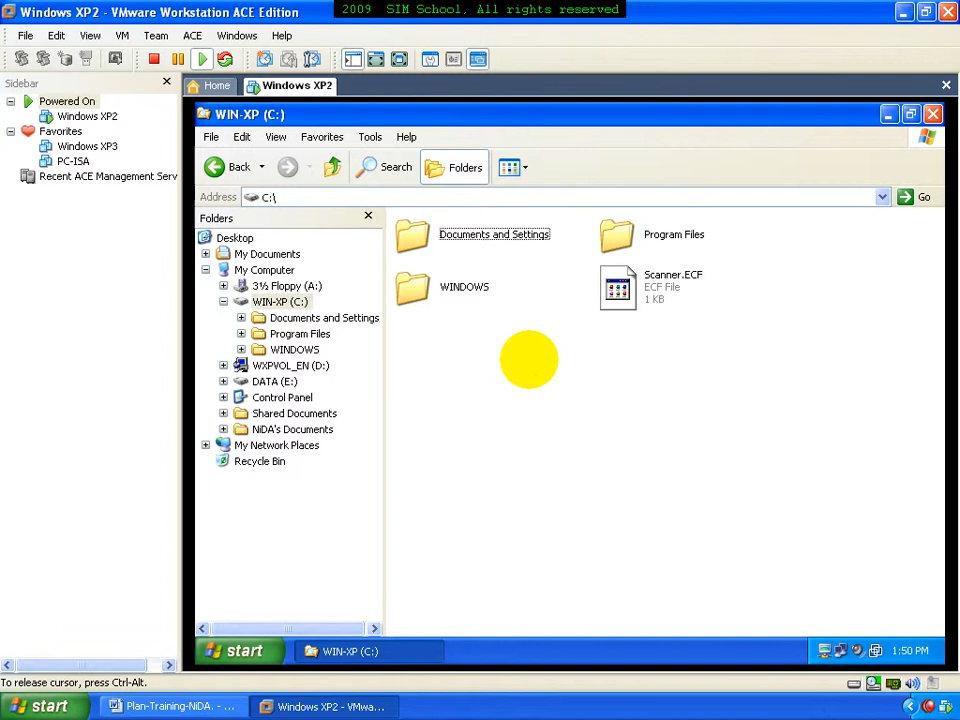 Windows XP2 - VMware Workstation ACE Edition
2009 SIM School, All rights reserved
File Edit View VM Team ACE Windows Help
Sidebar
Home
Windows XP2
Powered On
Windows XP2
Favorites
Windows XP3
PC-ISA
Recent ACE Management Serv
WIN-XP (C:)
File Edit View Favorites Tools Help
Back Search Folders
Address C:\ Go
Folders
Desktop
My Documents
My Computer
3½ Floppy (A:)
WIN-XP (C:)
Documents and Settings
Program Files
WINDOWS
WXPVOL_EN (D:)
DATA (E:)
Control Panel
Shared Documents
NiDA's Documents
My Network Places
Recycle Bin
Documents and Settings
Program Files
WINDOWS
Scanner.ECF
ECF File
1 KB
start WIN-XP (C:) 1:50 PM
To release cursor, press Ctrl-Alt.
start Plan-Training-NiDA. - ... Windows XP2 - VMwa...